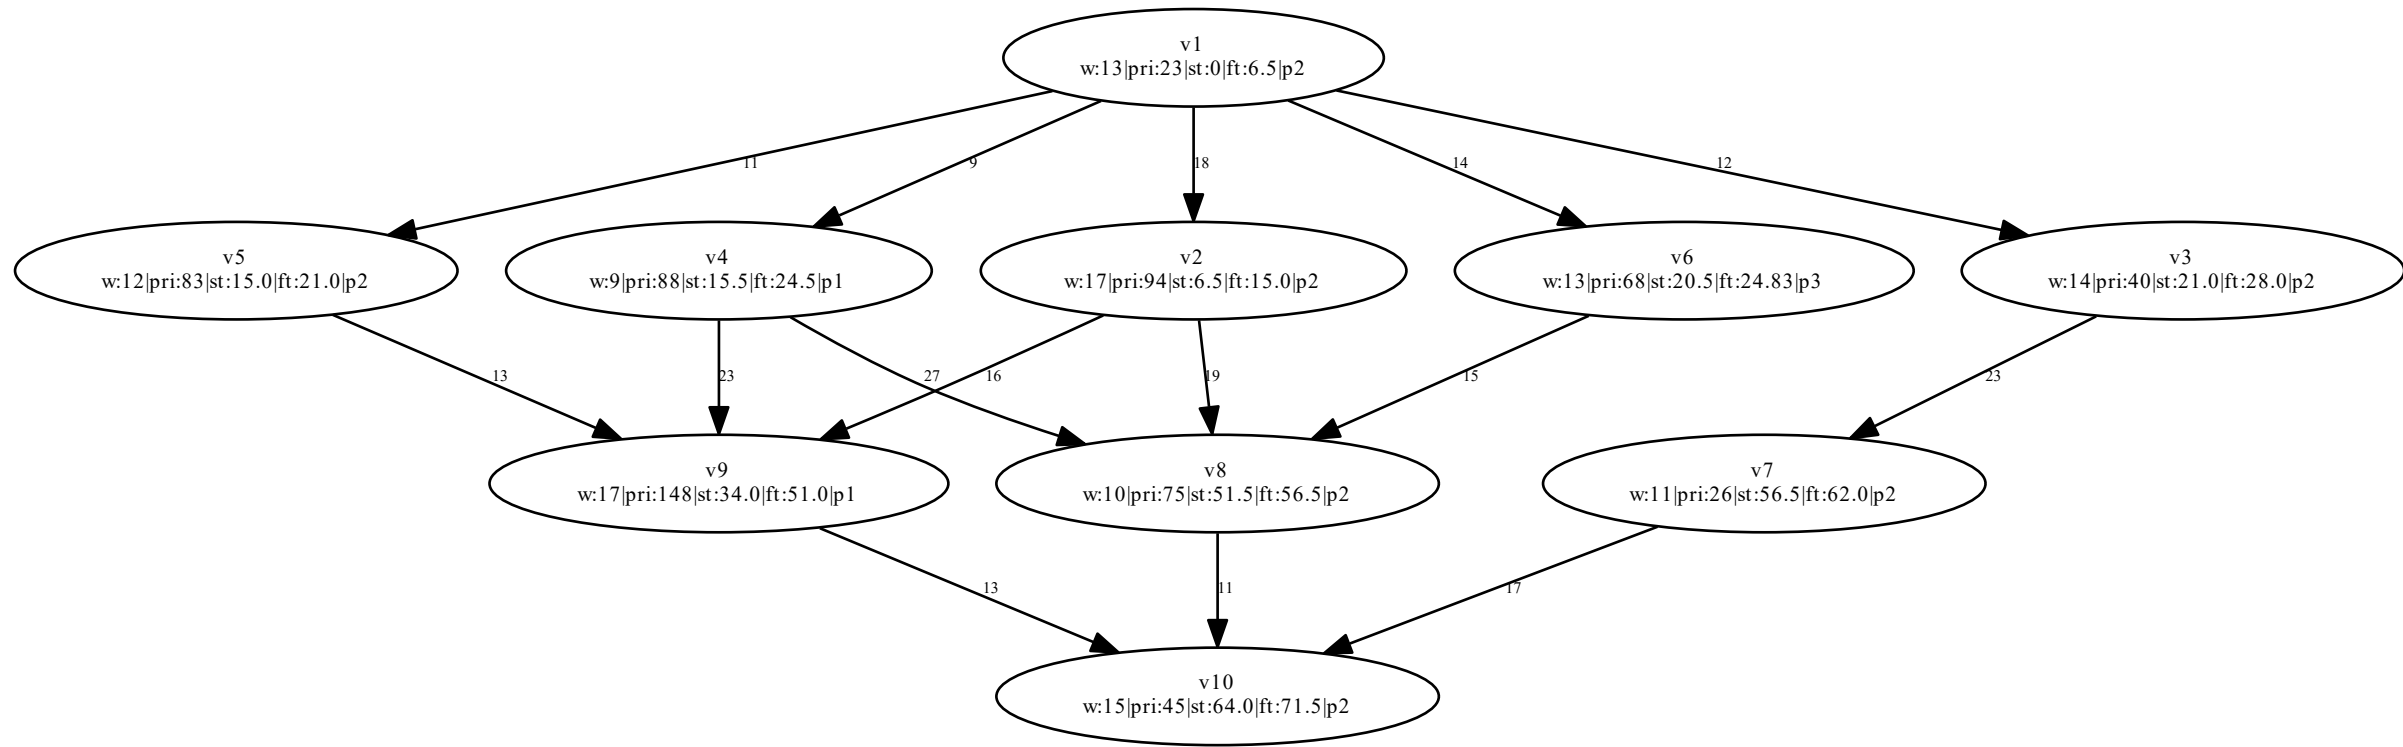 v1
w:13|pri:23|st:0|ft:6.5|p2
11
9
18
14
12
v5
w:12|pri:83|st:15.0|ft:21.0|p2
v4
w:9|pri:88|st:15.5|ft:24.5|p1
v2
w:17|pri:94|st:6.5|ft:15.0|p2
v6
w:13|pri:68|st:20.5|ft:24.83|p3
v3
w:14|pri:40|st:21.0|ft:28.0|p2
13
23
27
16
19
15
23
v9
w:17|pri:148|st:34.0|ft:51.0|p1
v8
w:10|pri:75|st:51.5|ft:56.5|p2
v7
w:11|pri:26|st:56.5|ft:62.0|p2
13
11
17
v10
w:15|pri:45|st:64.0|ft:71.5|p2